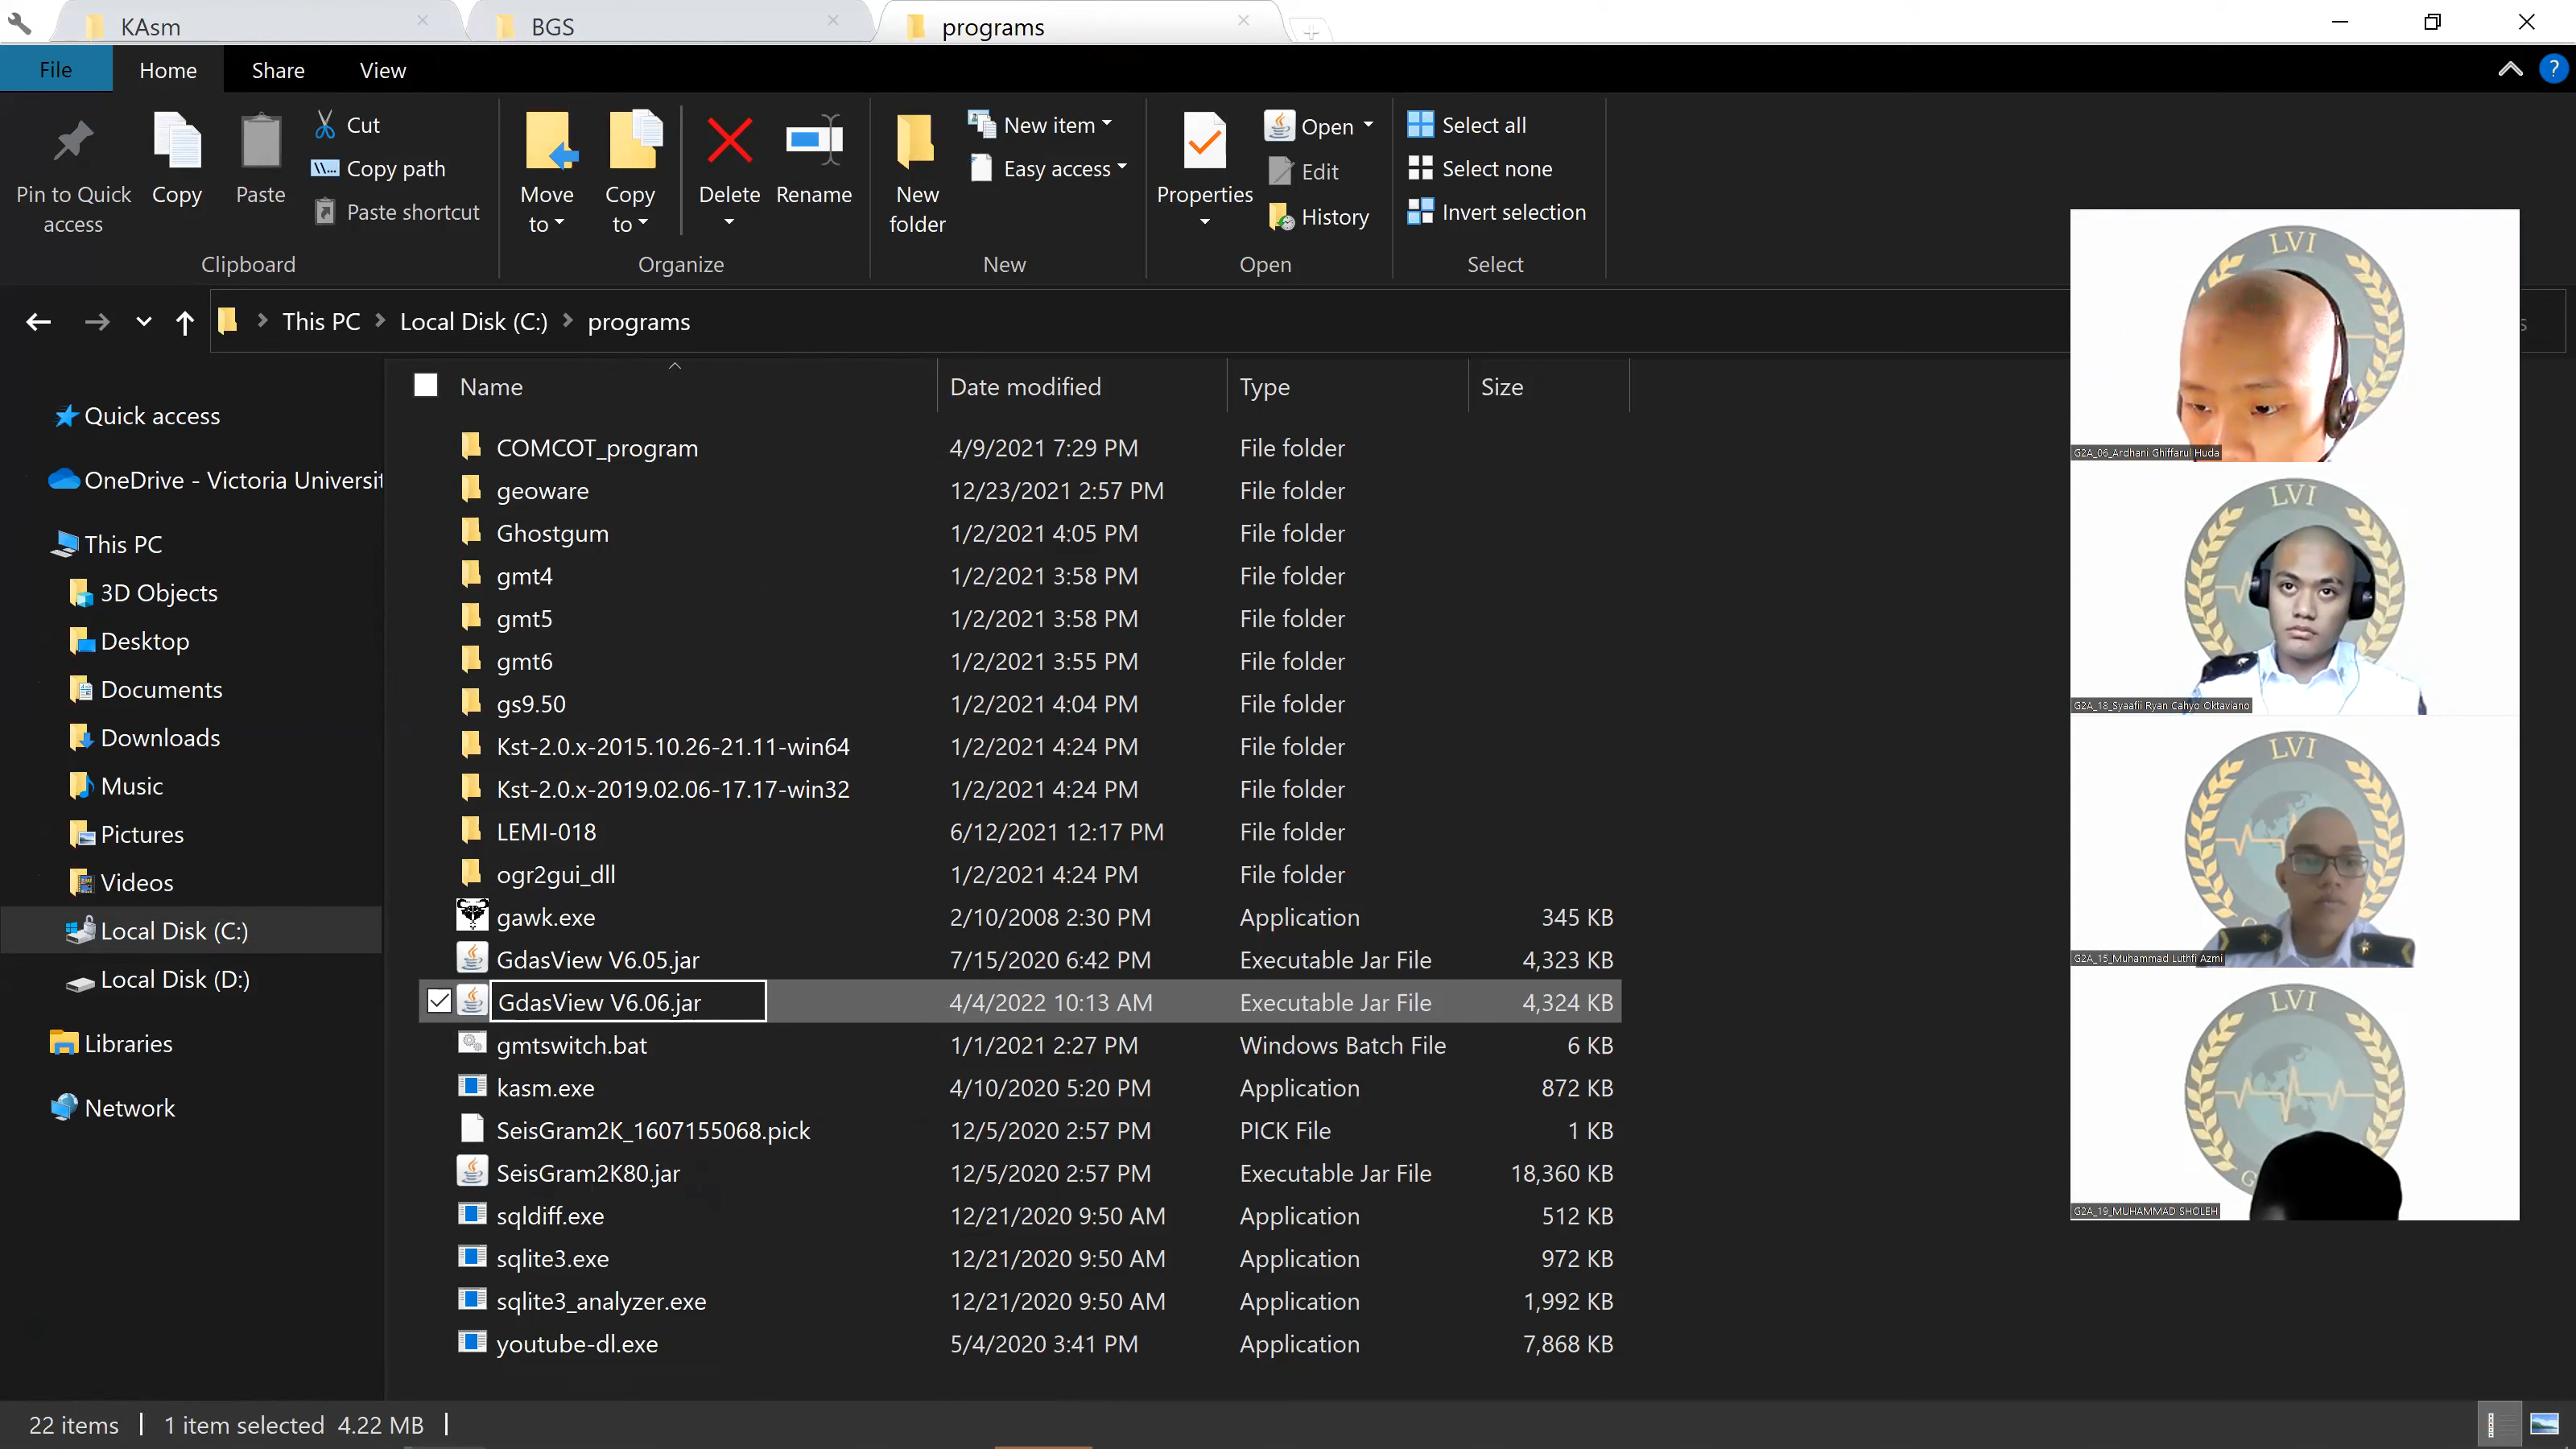 KAsm
BGS
programs
File
Home
Share
View
Pin to Quick
access
Copy
Paste
Cut
Copy path
Paste shortcut
Clipboard
Move
to
Copy
to
Delete
Rename
Organize
New
folder
New item
Easy access
New
Properties
Open
Edit
History
Open
Select all
Select none
Invert selection
Select
This PC
Local Disk (C:)
programs
Quick access
OneDrive - Victoria Universit
This PC
3D Objects
Desktop
Documents
Downloads
Music
Pictures
Videos
Local Disk (C:)
Local Disk (D:)
Libraries
Network
Name Date modified Type Size
COMCOT_program 4/9/2021 7:29 PM File folder
geoware 12/23/2021 2:57 PM File folder
Ghostgum 1/2/2021 4:05 PM File folder
gmt4 1/2/2021 3:58 PM File folder
gmt5 1/2/2021 3:58 PM File folder
gmt6 1/2/2021 3:55 PM File folder
gs9.50 1/2/2021 4:04 PM File folder
Kst-2.0.x-2015.10.26-21.11-win64 1/2/2021 4:24 PM File folder
Kst-2.0.x-2019.02.06-17.17-win32 1/2/2021 4:24 PM File folder
LEMI-018 6/12/2021 12:17 PM File folder
ogr2gui_dll 1/2/2021 4:24 PM File folder
gawk.exe 2/10/2008 2:30 PM Application 345 KB
GdasView V6.05.jar 7/15/2020 6:42 PM Executable Jar File 4,323 KB
GdasView V6.06.jar 4/4/2022 10:13 AM Executable Jar File 4,324 KB
gmtswitch.bat 1/1/2021 2:27 PM Windows Batch File 6 KB
kasm.exe 4/10/2020 5:20 PM Application 872 KB
SeisGram2K_1607155068.pick 12/5/2020 2:57 PM PICK File 1 KB
SeisGram2K80.jar 12/5/2020 2:57 PM Executable Jar File 18,360 KB
sqldiff.exe 12/21/2020 9:50 AM Application 512 KB
sqlite3.exe 12/21/2020 9:50 AM Application 972 KB
sqlite3_analyzer.exe 12/21/2020 9:50 AM Application 1,992 KB
youtube-dl.exe 5/4/2020 3:41 PM Application 7,868 KB
22 items
1 item selected 4.22 MB
LVI
G2A_06_Ardhani Ghiffarul Huda
LVI
G2A_18_Syaafii Ryan Cahyo Oktaviano
LVI
G2A_15_Muhammad Luthfi Azmi
LVI
G2A_19_MUHAMMAD SHOLEH